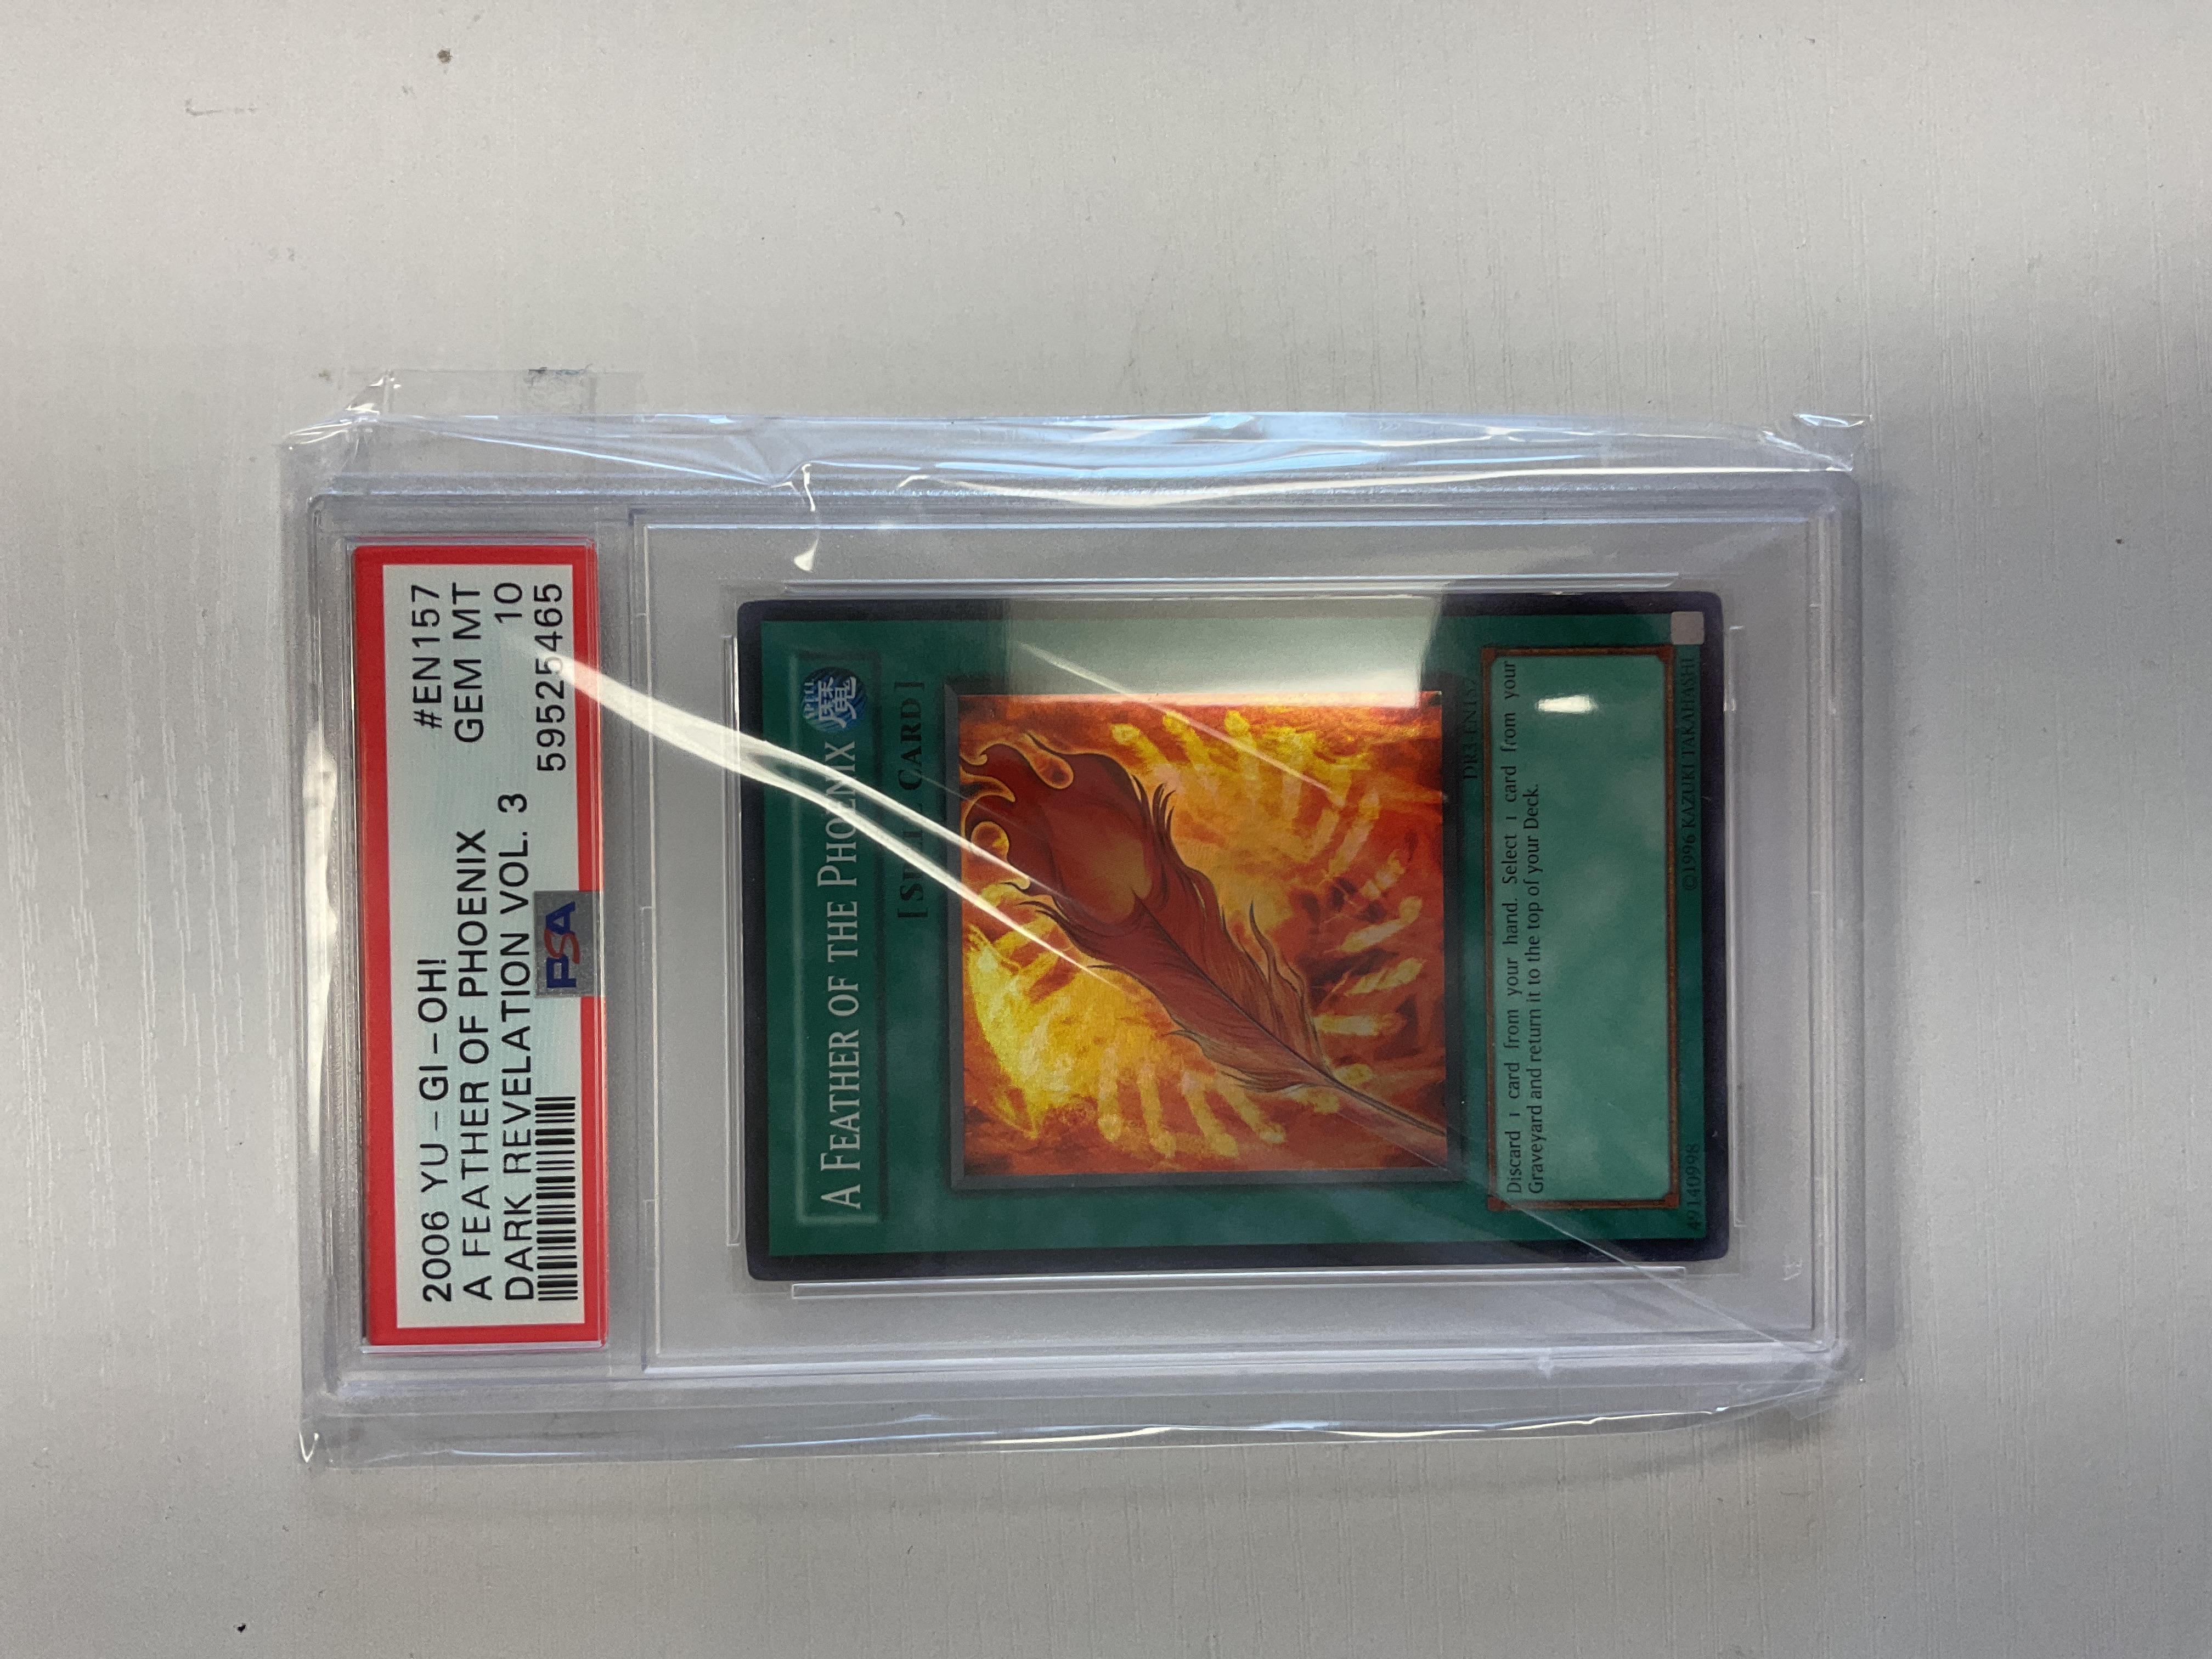 2006 YU-GI-OH! #EN157
A FEATHER OF PHOENIX GEM MT
DARK REVELATION VOL. 3 10
PSA 59525465
A FEATHER OF THE PHOENIX SPELL 魔
[SPELL CARD]
DR3-EN157
Discard 1 card from your hand. Select 1 card from your
Graveyard and return it to the top of your Deck.
49140998 ©1996 KAZUKI TAKAHASHI